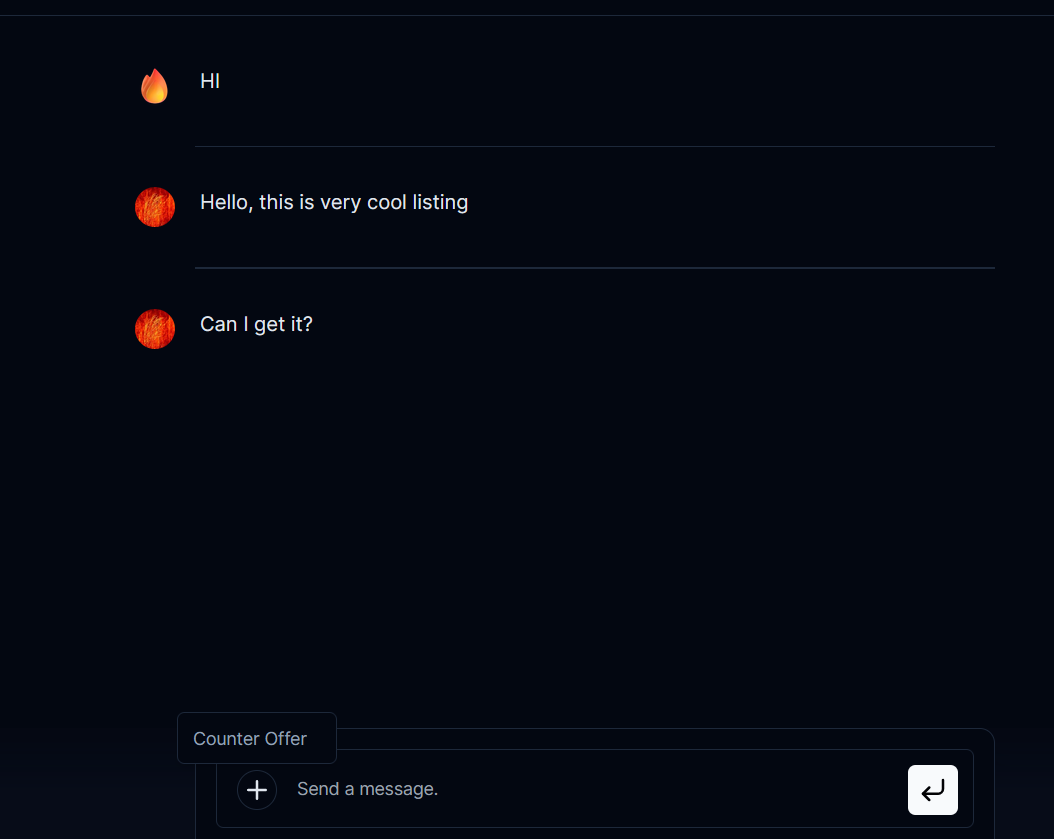 HI
Hello, this is very cool listing
Can I get it?
Counter Offer
Send a message.